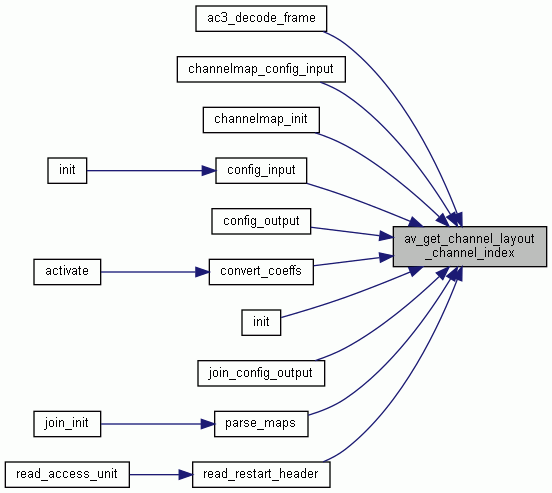 ac3_decode_frame
channelmap_config_input
channelmap_init
init
config_input
config_output
av_get_channel_layout
_channel_index
activate
convert_coeffs
init
join_config_output
join_init
parse_maps
read_access_unit
read_restart_header